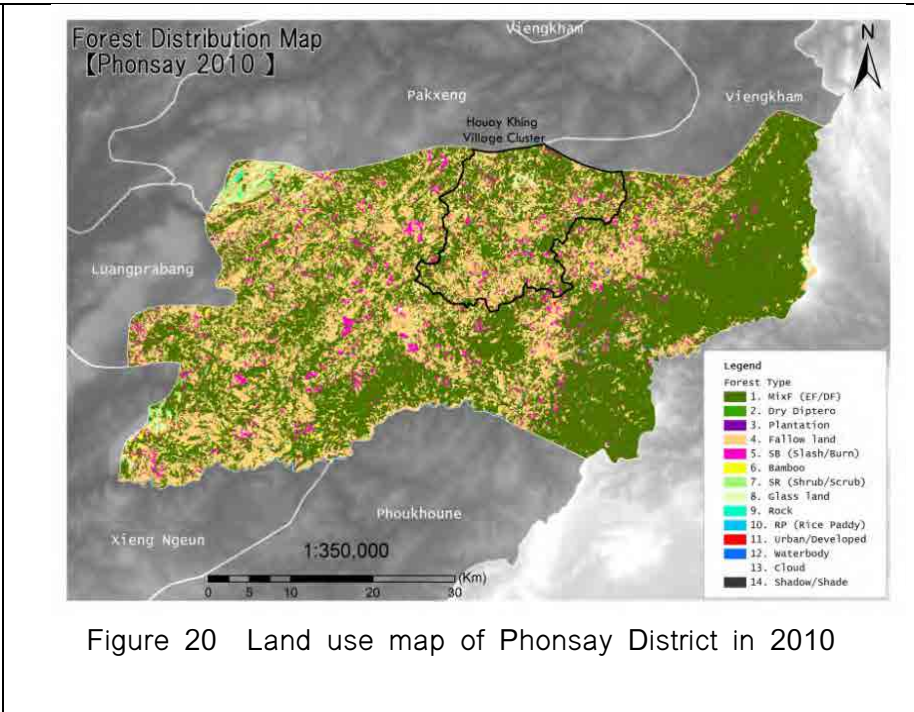 Forest Distribution Map
【Phonsay 2010 】
Viengkham
N
Pakxeng
Viengkham
Houay Khing
Village Cluster
Luangprabang
Xieng Ngeun
Phoukhoune
1:350,000
(Km)
0 5 10 20 30
Legend
Forest Type
1. MixF (EF/DF)
2. Dry Diptero
3. Plantation
4. Fallow land
5. SB (Slash/Burn)
6. Bamboo
7. SR (Shrub/Scrub)
8. Glass land
9. Rock
10. RP (Rice Paddy)
11. Urban/Developed
12. Waterbody
13. Cloud
14. Shadow/Shade
Figure 20 Land use map of Phonsay District in 2010